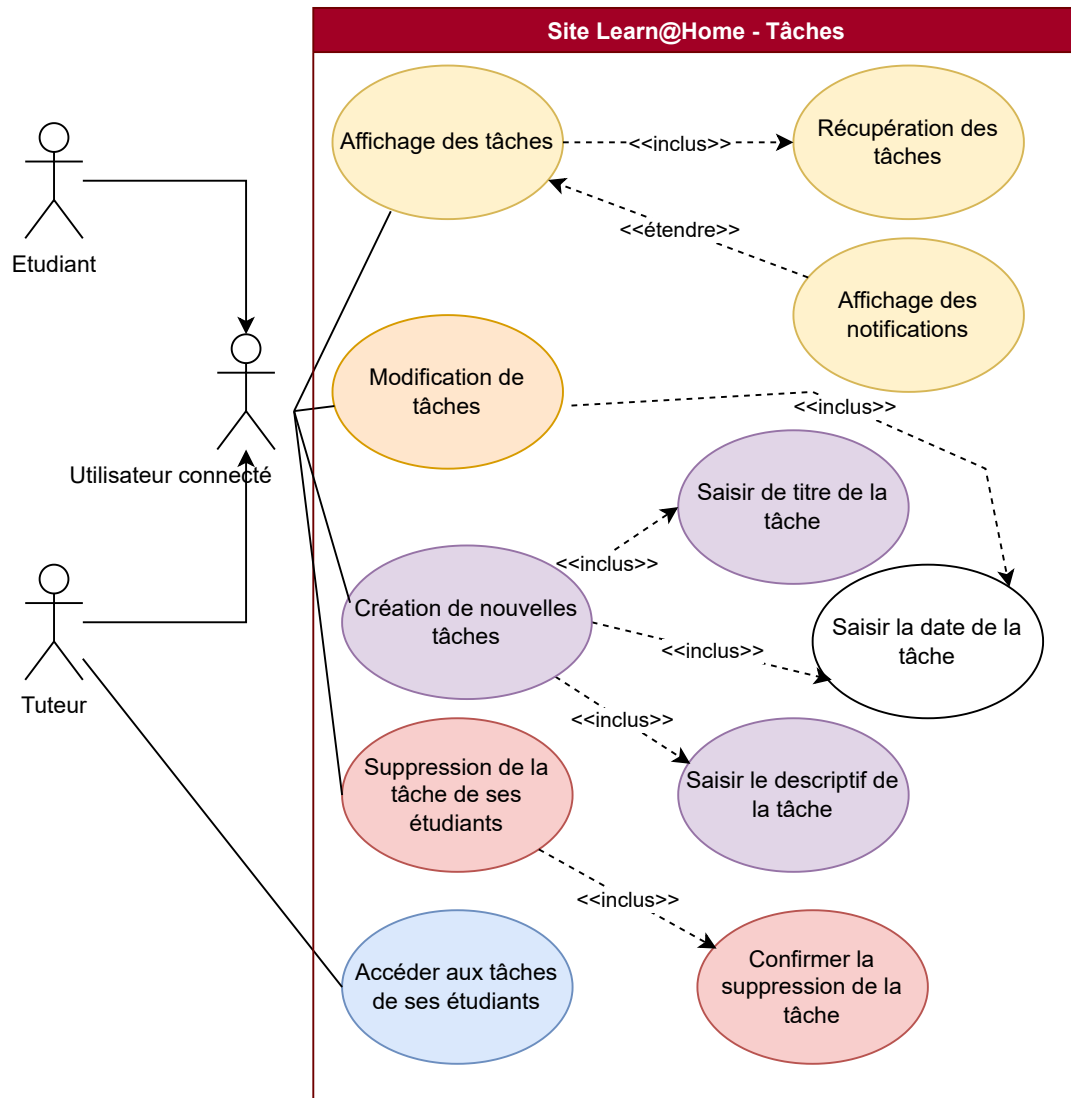 Site Learn@Home - Tâches
Affichage des tâches
<<inclus>>
Récupération des
tâches
<<étendre>>
Etudiant
Affichage des
notifications
Modification de
tâches
<<inclus>>
Utilisateur connecté
Saisir de titre de la
tâche
<<inclus>>
Création de nouvelles
tâches
<<inclus>>
Saisir la date de la
tâche
Tuteur
<<inclus>>
Suppression de la
tâche de ses
étudiants
Saisir le descriptif de
la tâche
<<inclus>>
Accéder aux tâches
de ses étudiants
Confirmer la
suppression de la
tâche